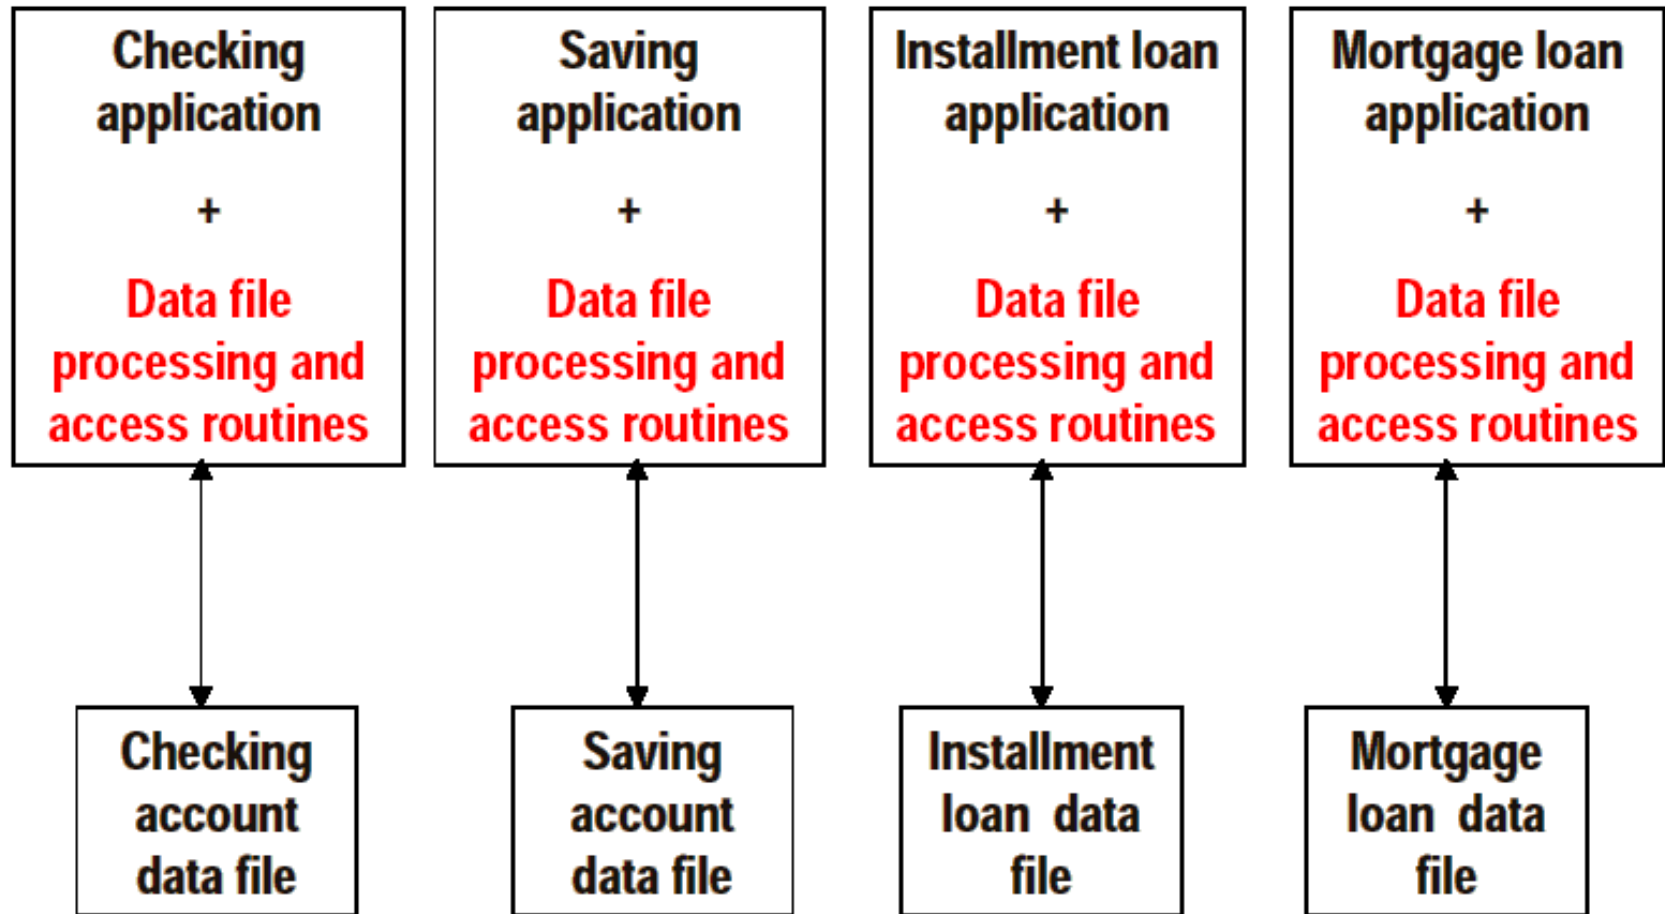 Checking
application
+
Data file
processing and
access routines
Saving
application
+
Data file
processing and
access routines
Installment loan
application
+
Data file
processing and
access routines
Mortgage loan
application
+
Data file
processing and
access routines
Checking
account
data file
Saving
account
data file
Installment
loan data
file
Mortgage
loan data
file